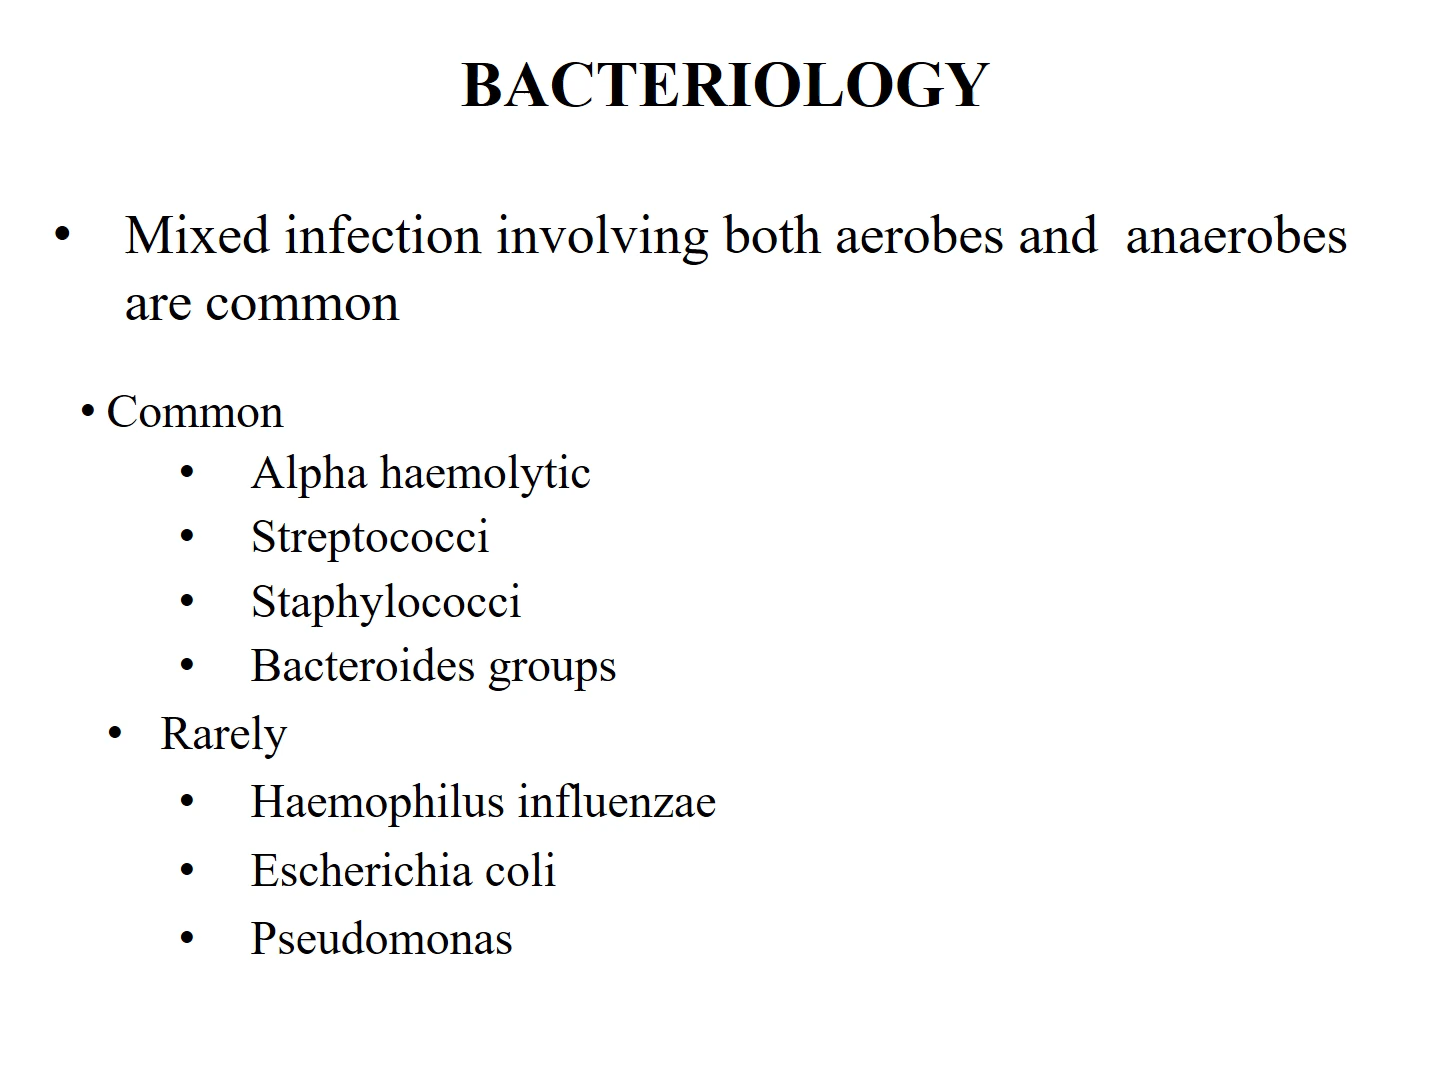 BACTERIOLOGY
• Mixed infection involving both aerobes and anaerobes
are common
• Common
• Alpha haemolytic
• Streptococci
• Staphylococci
• Bacteroides groups
• Rarely
• Haemophilus influenzae
• Escherichia coli
• Pseudomonas